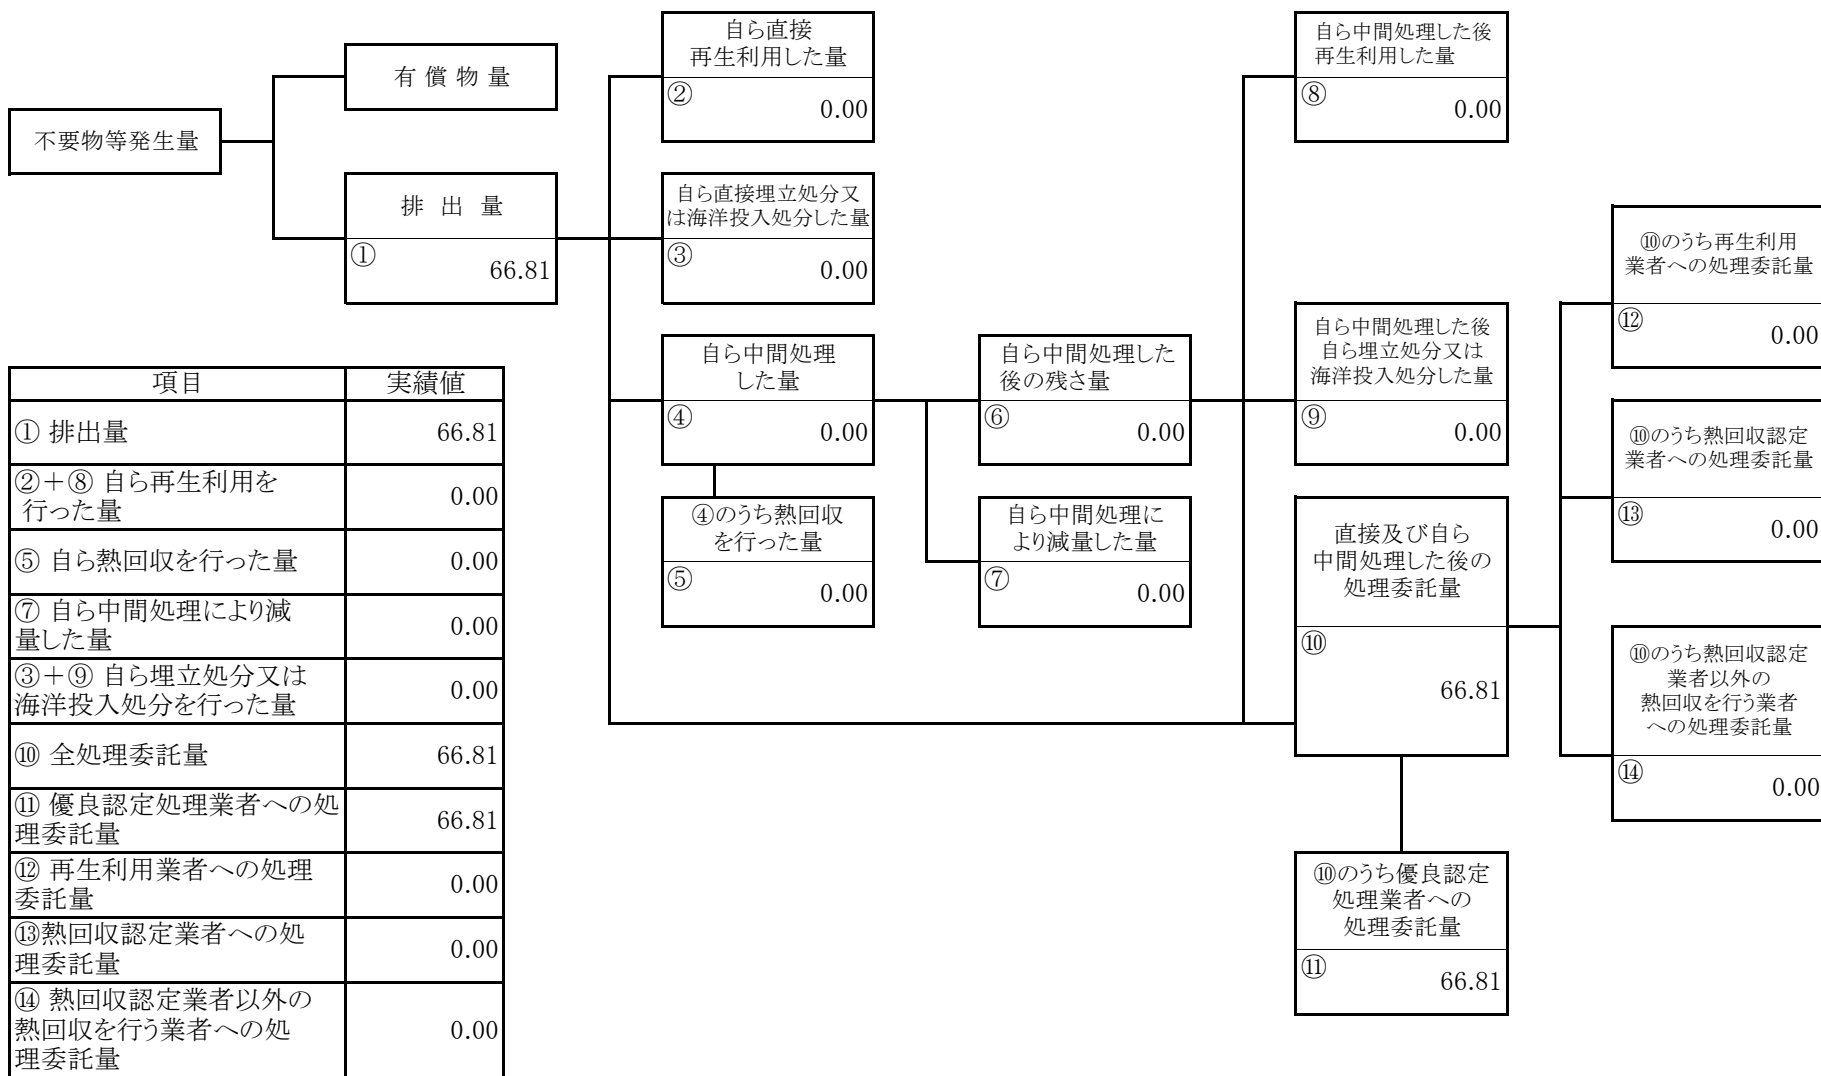 自ら直接
再生利用した量
②
0.00
自ら中間処理した後
再生利用した量
⑧
0.00
有 償 物 量
不要物等発生量
排 出 量
①
66.81
自ら直接埋立処分又
は海洋投入処分した量
③
0.00
⑩のうち再生利用
業者への処理委託量
⑫
0.00
自ら中間処理
した量
④
0.00
自ら中間処理した
後の残さ量
⑥
0.00
自ら中間処理した後
自ら埋立処分又は
海洋投入処分した量
⑨
0.00
⑩のうち熱回収認定
業者への処理委託量
⑬
0.00
④のうち熱回収
を行った量
⑤
0.00
自ら中間処理に
より減量した量
⑦
0.00
直接及び自ら
中間処理した後の
処理委託量
⑩
66.81
⑩のうち熱回収認定
業者以外の
熱回収を行う業者
への処理委託量
⑭
0.00
⑩のうち優良認定
処理業者への
処理委託量
⑪
66.81
項目 実績値
① 排出量 66.81
②+⑧ 自ら再生利用を
行った量 0.00
⑤ 自ら熱回収を行った量 0.00
⑦ 自ら中間処理により減
量した量 0.00
③+⑨ 自ら埋立処分又は
海洋投入処分を行った量 0.00
⑩ 全処理委託量 66.81
⑪ 優良認定処理業者への処
理委託量 66.81
⑫ 再生利用業者への処理
委託量 0.00
⑬熱回収認定業者への処
理委託量 0.00
⑭ 熱回収認定業者以外の
熱回収を行う業者への処
理委託量 0.00